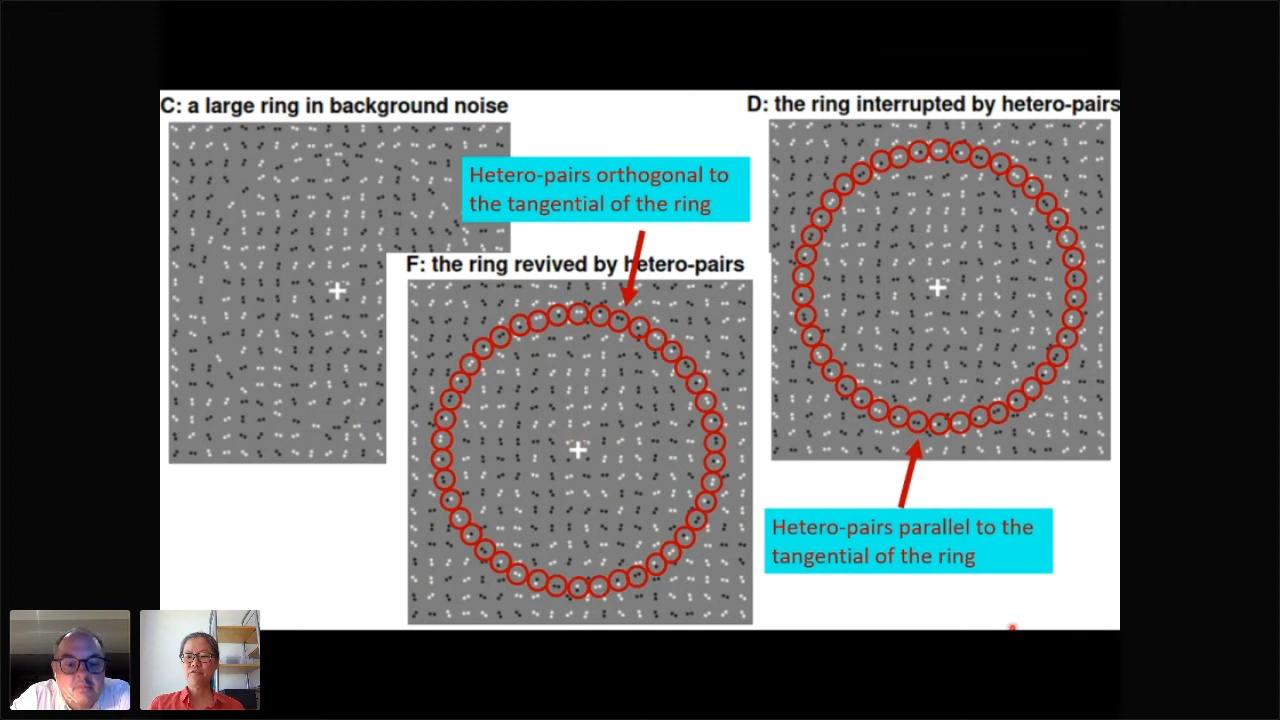 C: a large ring in background noise
D: the ring interrupted by hetero-pairs
Hetero-pairs orthogonal to
the tangential of the ring
F: the ring revived by hetero-pairs
Hetero-pairs parallel to the
tangential of the ring